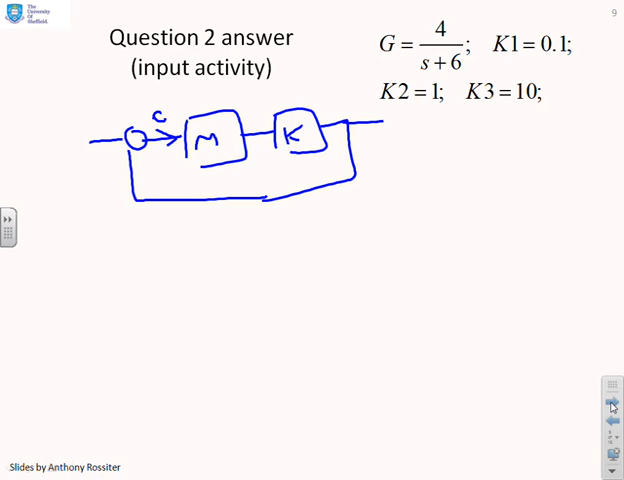 The
University
Of
Sheffield.
9
Question 2 answer
(input activity)
G = 4/(s+6); K1 = 0.1;
K2 = 1; K3 = 10;
M
K
Slides by Anthony Rossiter